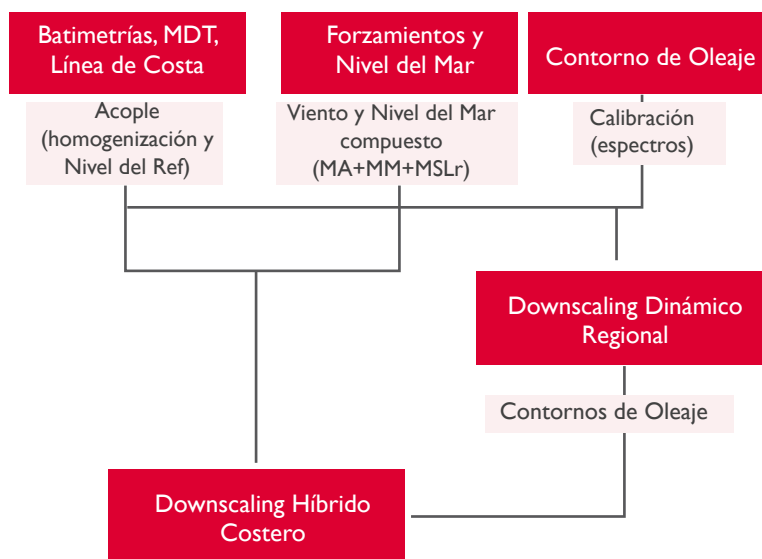 Batimetrías, MDT,
Línea de Costa
Forzamientos y
Nivel del Mar
Contorno de Oleaje
Acople
(homogenización y
Nivel del Ref)
Viento y Nivel del Mar
compuesto
(MA+MM+MSLr)
Calibración
(espectros)
Downscaling Dinámico
Regional
Contornos de Oleaje
Downscaling Híbrido
Costero